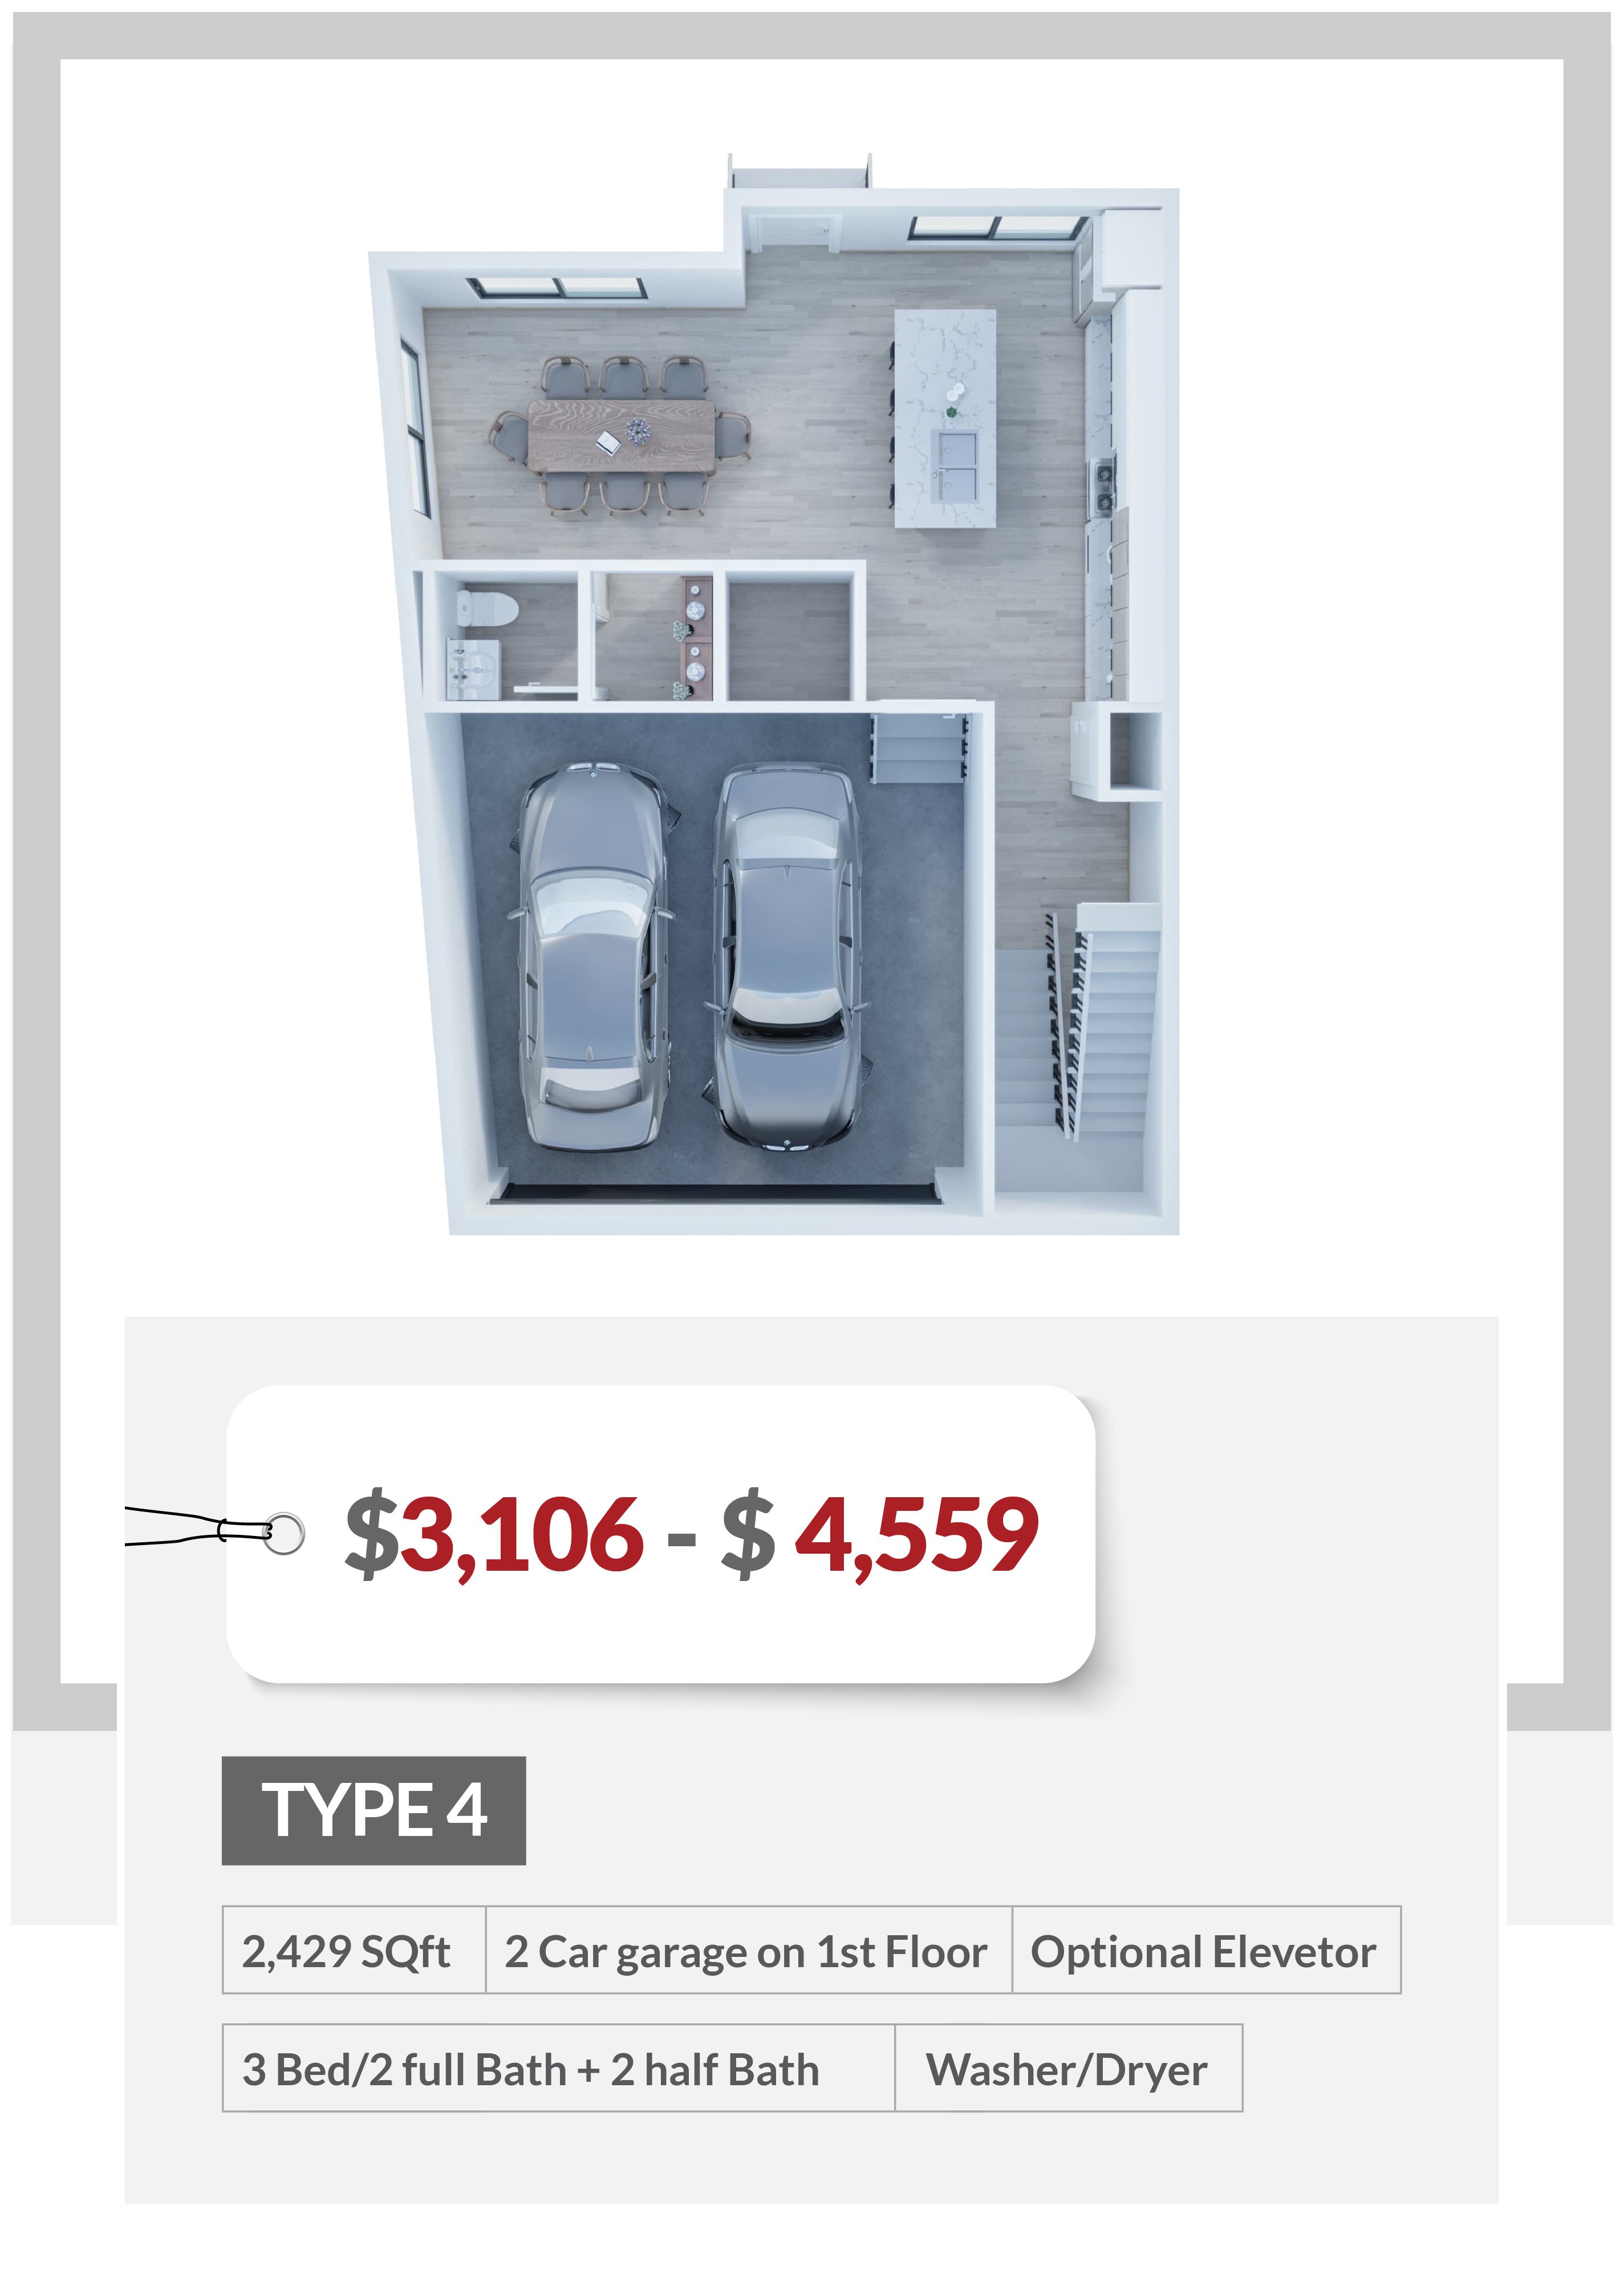 $3,106 - $ 4,559
TYPE 4
2,429 SQft
2 Car garage on 1st Floor
Optional Elevetor
3 Bed/2 full Bath + 2 half Bath
Washer/Dryer